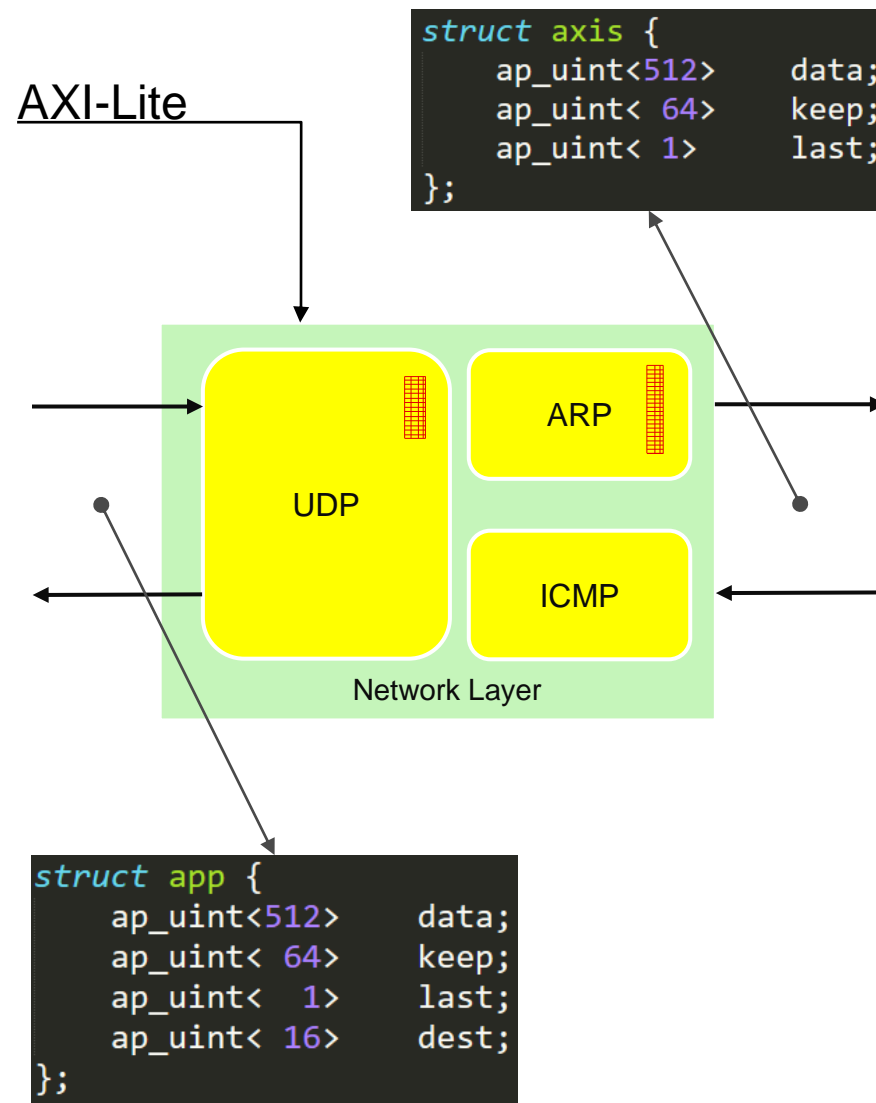 struct axis {
    ap_uint<512>    data;
    ap_uint< 64>    keep;
    ap_uint< 1>     last;
};
AXI-Lite
UDP
ARP
ICMP
Network Layer
struct app {
    ap_uint<512>    data;
    ap_uint< 64>    keep;
    ap_uint<  1>    last;
    ap_uint< 16>    dest;
};